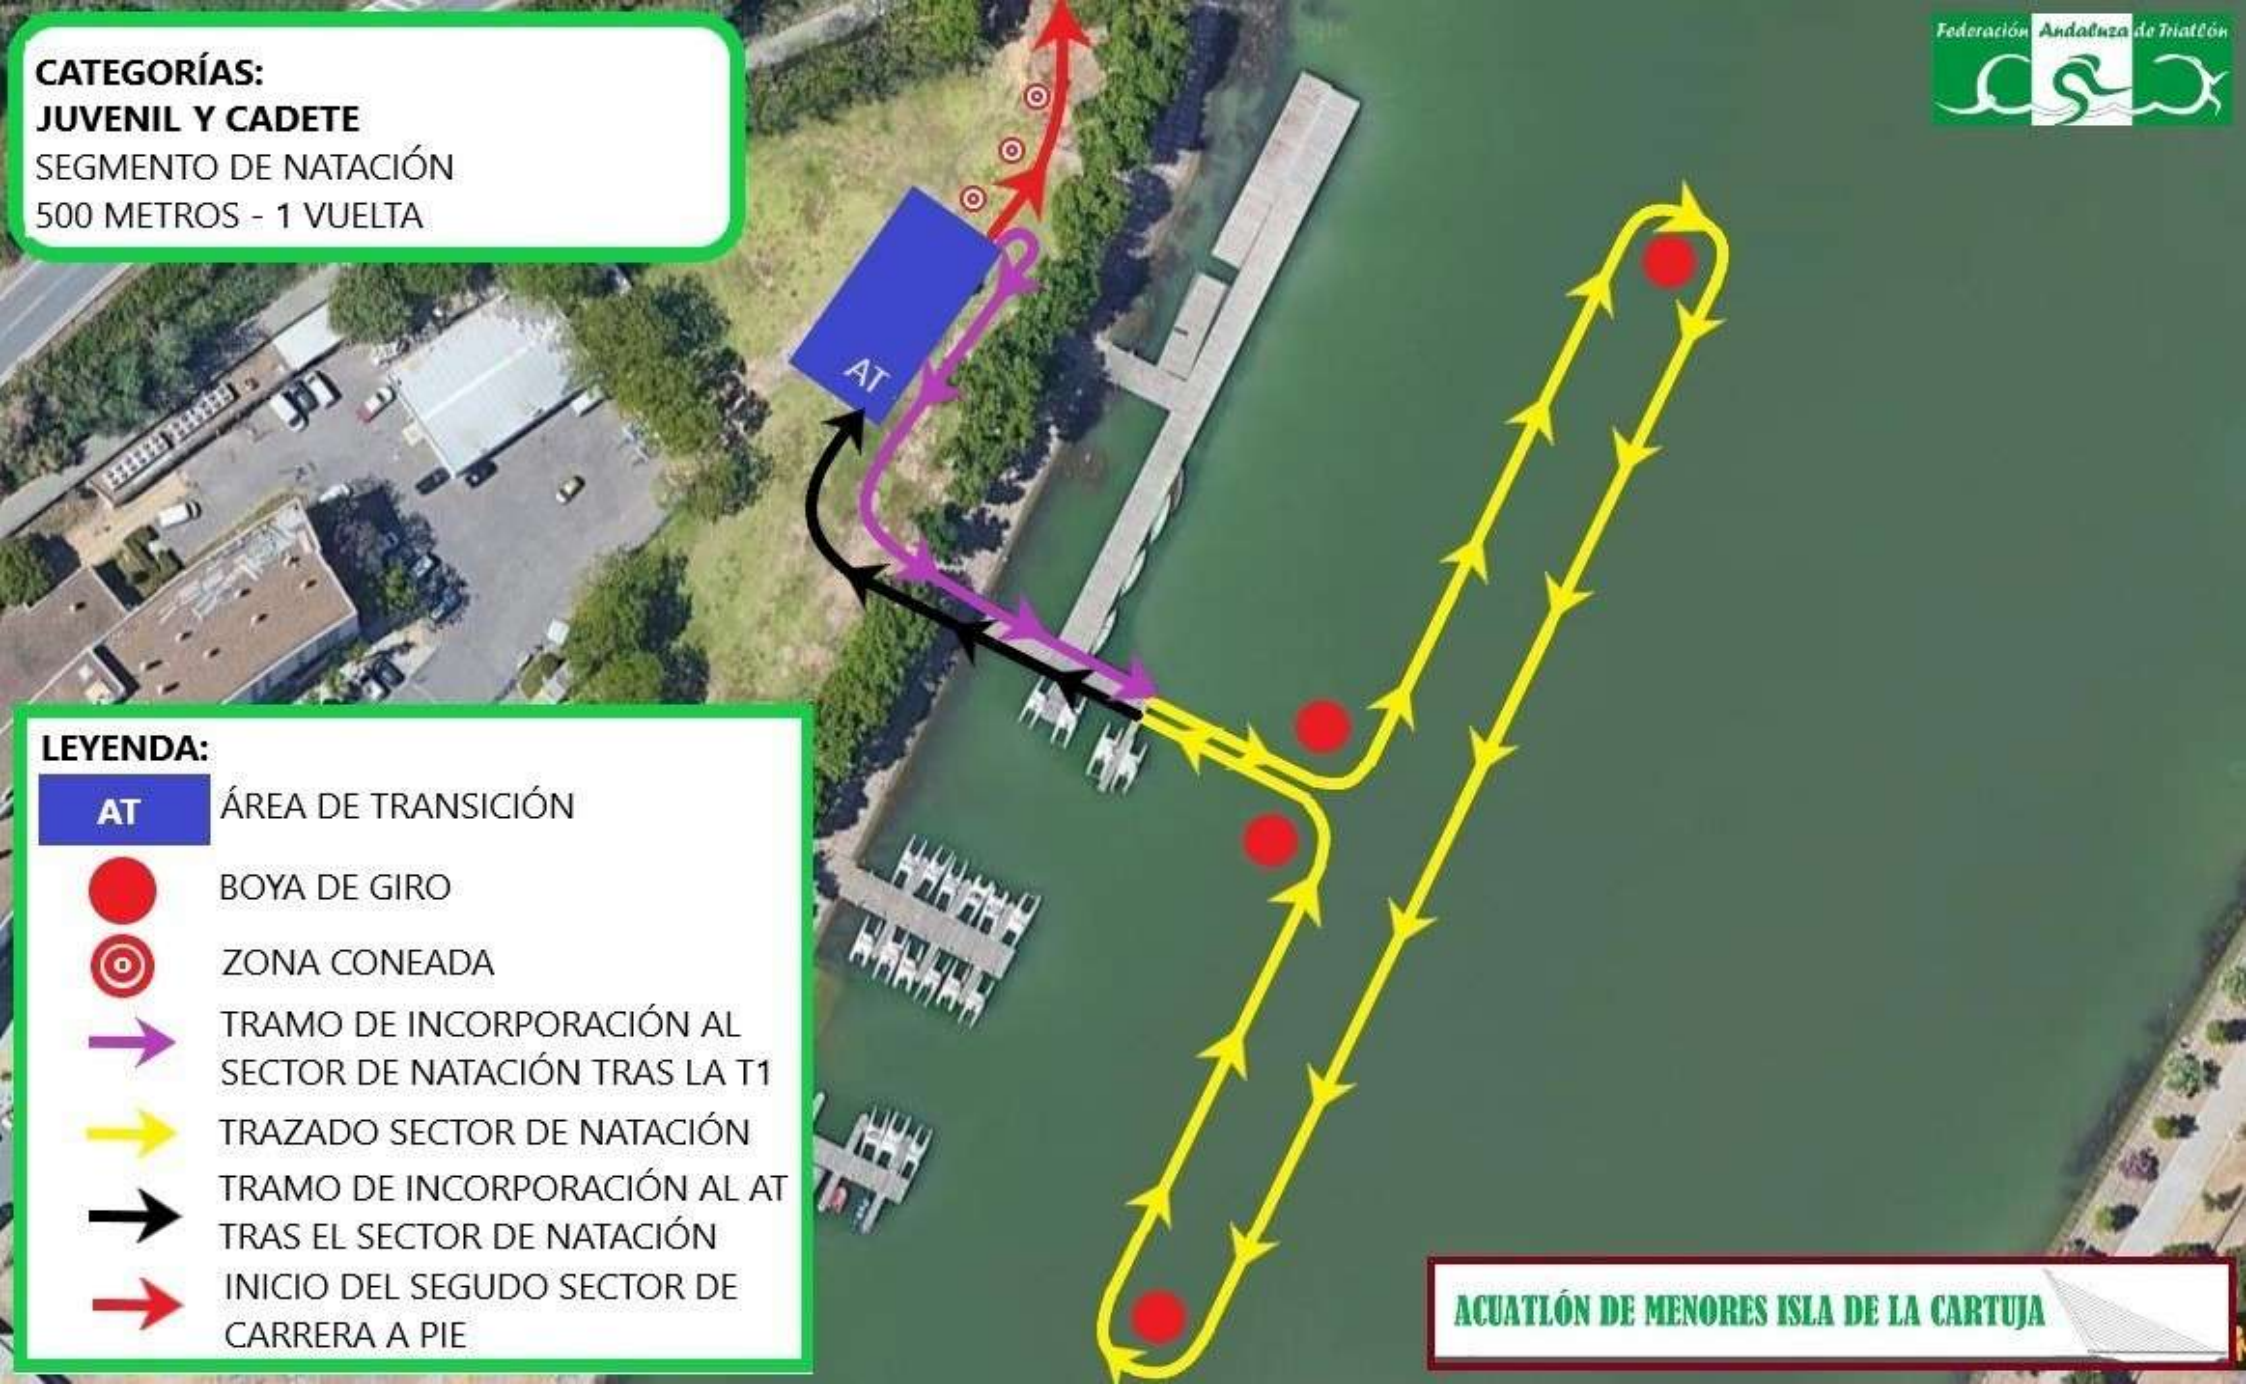 CATEGORÍAS:
JUVENIL Y CADETE
SEGMENTO DE NATACIÓN
500 METROS - 1 VUELTA
Federación Andaluza de Triatlón
AT
LEYENDA:
AT ÁREA DE TRANSICIÓN
BOYA DE GIRO
ZONA CONEADA
TRAMO DE INCORPORACIÓN AL
SECTOR DE NATACIÓN TRAS LA T1
TRAZADO SECTOR DE NATACIÓN
TRAMO DE INCORPORACIÓN AL AT
TRAS EL SECTOR DE NATACIÓN
INICIO DEL SEGUDO SECTOR DE
CARRERA A PIE
ACUATLÓN DE MENORES ISLA DE LA CARTUJA